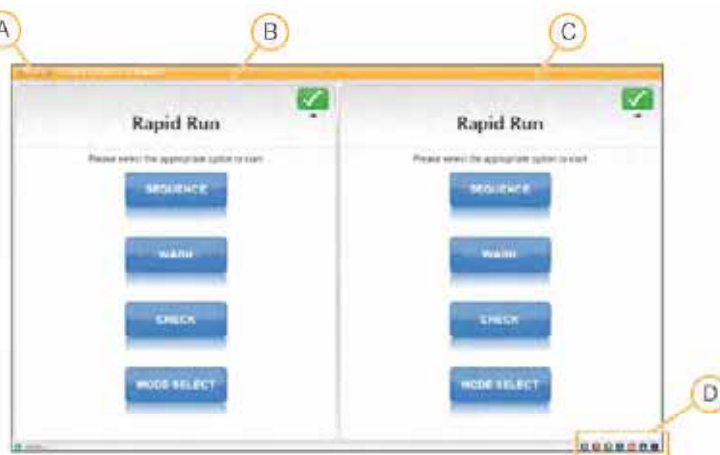 A
B
C
Rapid Run
Please select the appropriate option to start
SEQUENCE
WASH
CHECK
MODE SELECT
Rapid Run
Please select the appropriate option to start
SEQUENCE
WASH
CHECK
MODE SELECT
D